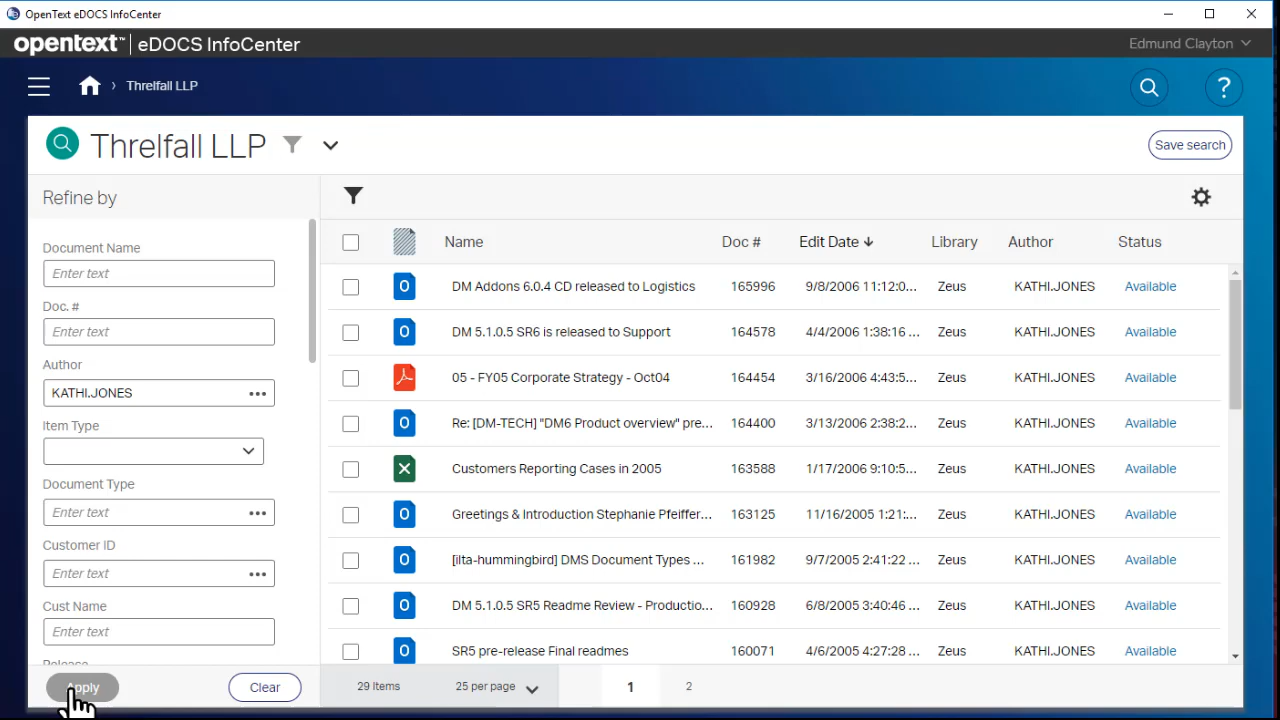 OpenText eDOCS InfoCenter
opentext™ | eDOCS InfoCenter
Edmund Clayton
Threlfall LLP
Threlfall LLP
Save search
Refine by
Document Name
Enter text
Doc. #
Enter text
Author
KATHI.JONES
Item Type
Document Type
Enter text
Customer ID
Enter text
Cust Name
Enter text
Release
Apply
Clear
Name Doc # Edit Date Library Author Status
DM Addons 6.0.4 CD released to Logistics 165996 9/8/2006 11:12:0... Zeus KATHI.JONES Available
DM 5.1.0.5 SR6 is released to Support 164578 4/4/2006 1:38:16 ... Zeus KATHI.JONES Available
05 - FY05 Corporate Strategy - Oct04 164454 3/16/2006 4:43:5... Zeus KATHI.JONES Available
Re: [DM-TECH] "DM6 Product overview" pre... 164400 3/13/2006 2:38:2... Zeus KATHI.JONES Available
Customers Reporting Cases in 2005 163588 1/17/2006 9:10:5... Zeus KATHI.JONES Available
Greetings & Introduction Stephanie Pfeiffer... 163125 11/16/2005 1:21:... Zeus KATHI.JONES Available
[ilta-hummingbird] DMS Document Types ... 161982 9/7/2005 2:41:22 ... Zeus KATHI.JONES Available
DM 5.1.0.5 SR5 Readme Review - Productio... 160928 6/8/2005 3:40:46 ... Zeus KATHI.JONES Available
SR5 pre-release Final readmes 160071 4/6/2005 4:27:28 ... Zeus KATHI.JONES Available
29 Items 25 per page 1 2